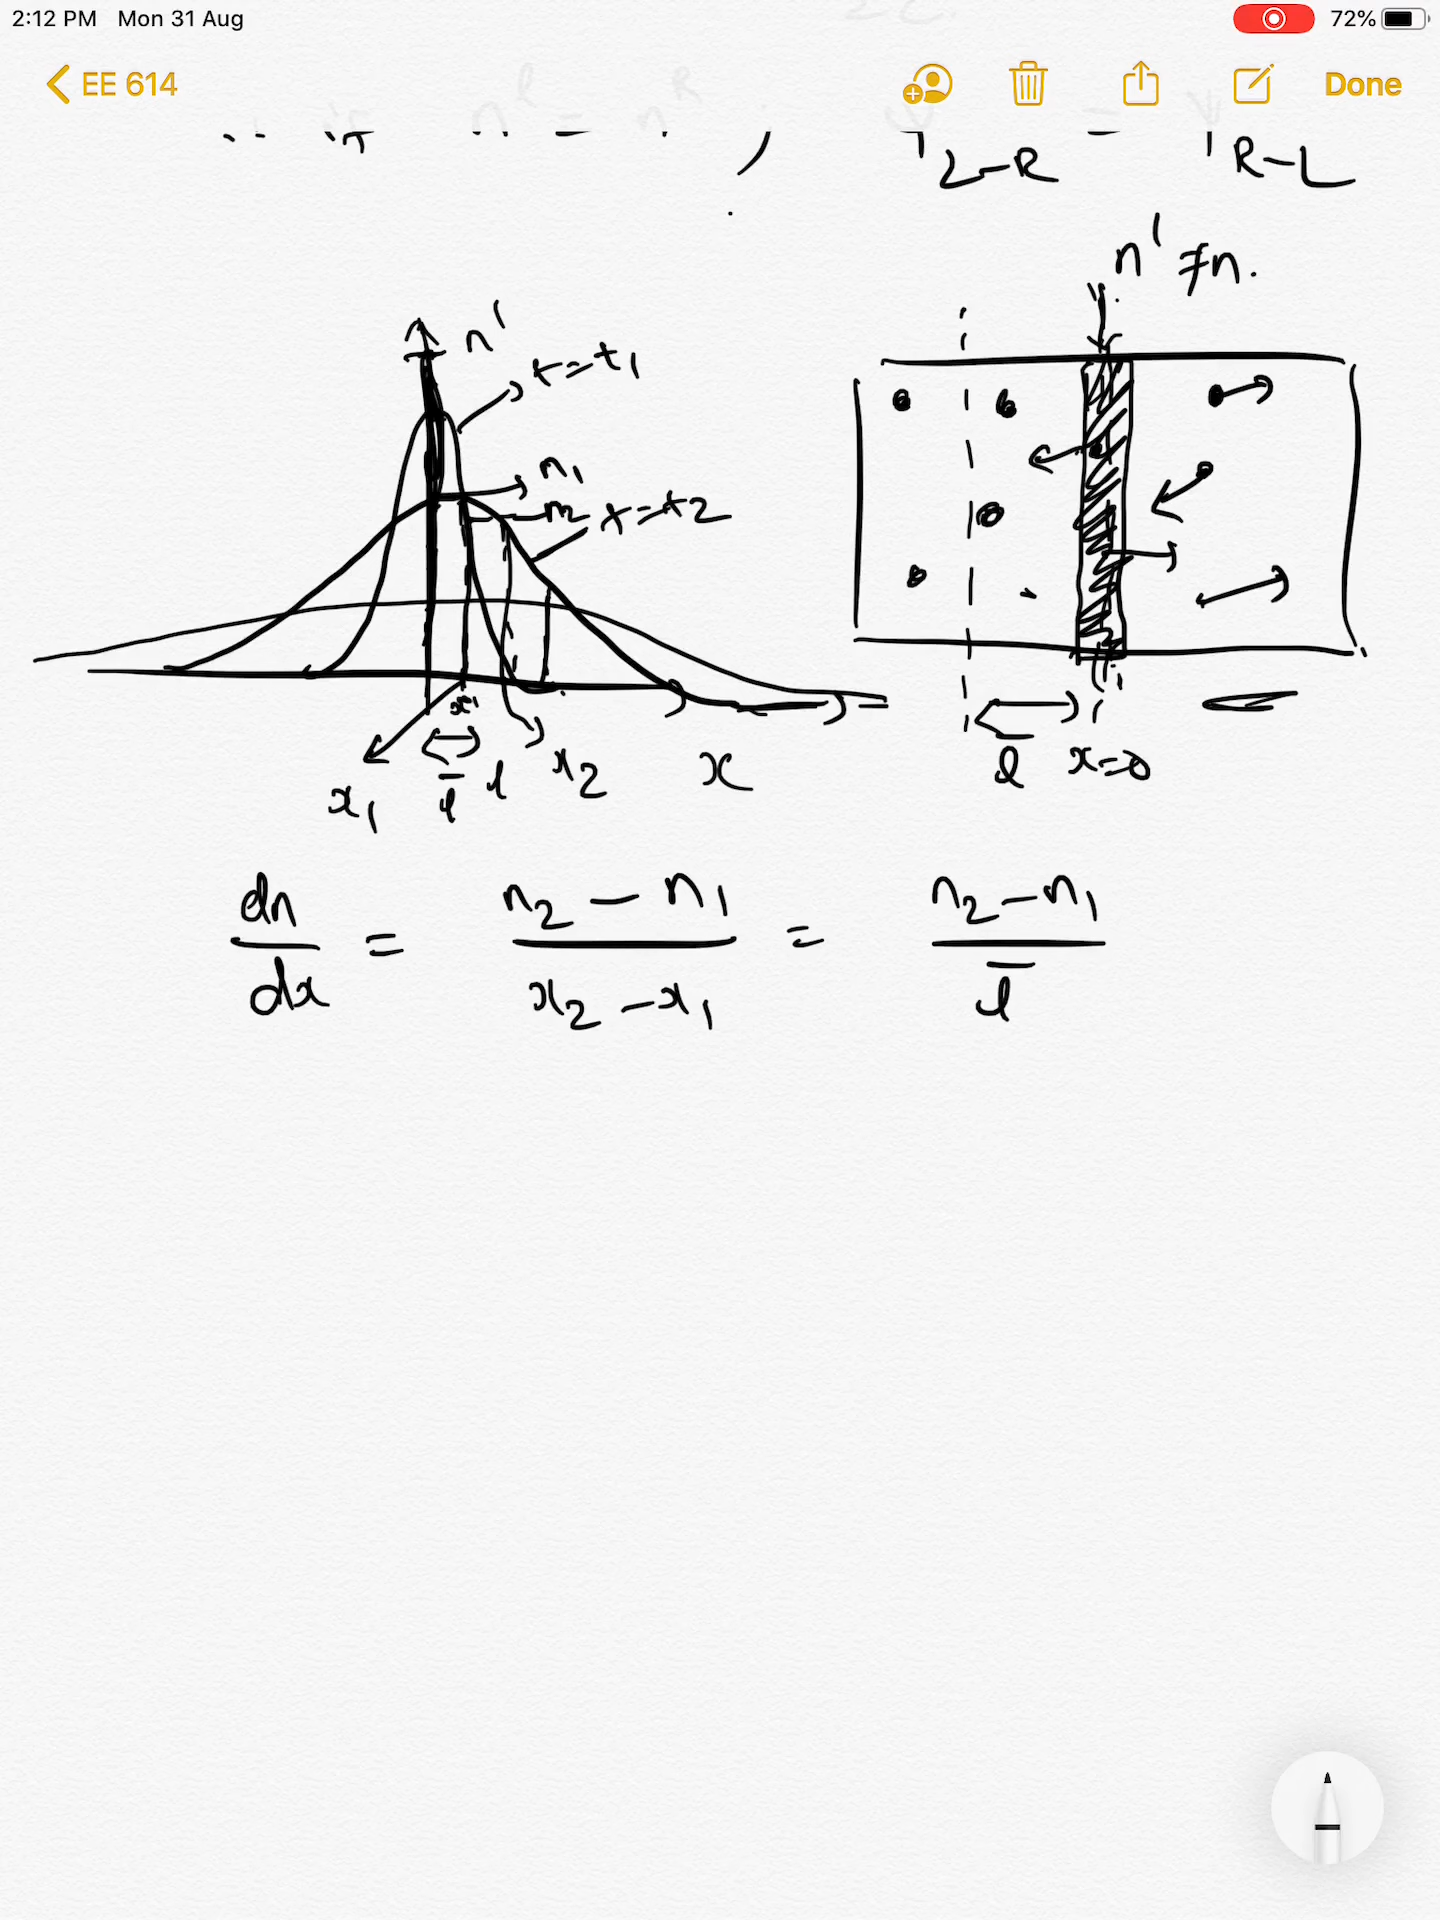 2:12 PM Mon 31 Aug 72%
EE 614 Done
2-R = R-L
n' ≠ n.
n'
t=t1
n1
n2 t=t2
x1 l̄ l x2 x
l x=0
dn/dx = (n2 - n1)/(x2 - x1) = (n2 - n1)/l̄